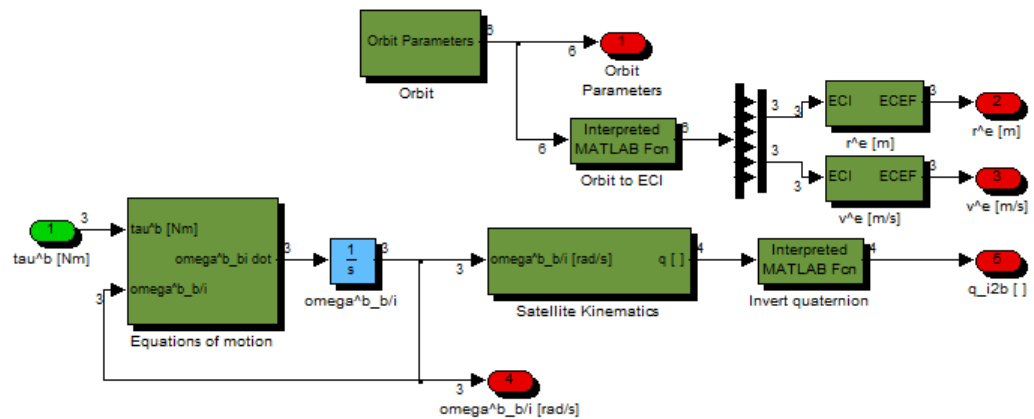 Orbit Parameters
6
Orbit
6
1
Orbit
Parameters
6
Interpreted
MATLAB Fcn
6
Orbit to ECI
3
3
ECI
ECEF
3
2
r^e [m]
3
3
ECI
ECEF
3
3
v^e [m/s]
1
3
tau^b [Nm]
tau^b [Nm]
omega^b_bi dot
3
omega^b_b/i
3
Equations of motion
1
s
3
omega^b_b/i
3
omega^b_b/i [rad/s]
q [ ]
4
Satellite Kinematics
Interpreted
MATLAB Fcn
4
Invert quaternion
5
q_i2b [ ]
3
4
omega^b_b/i [rad/s]